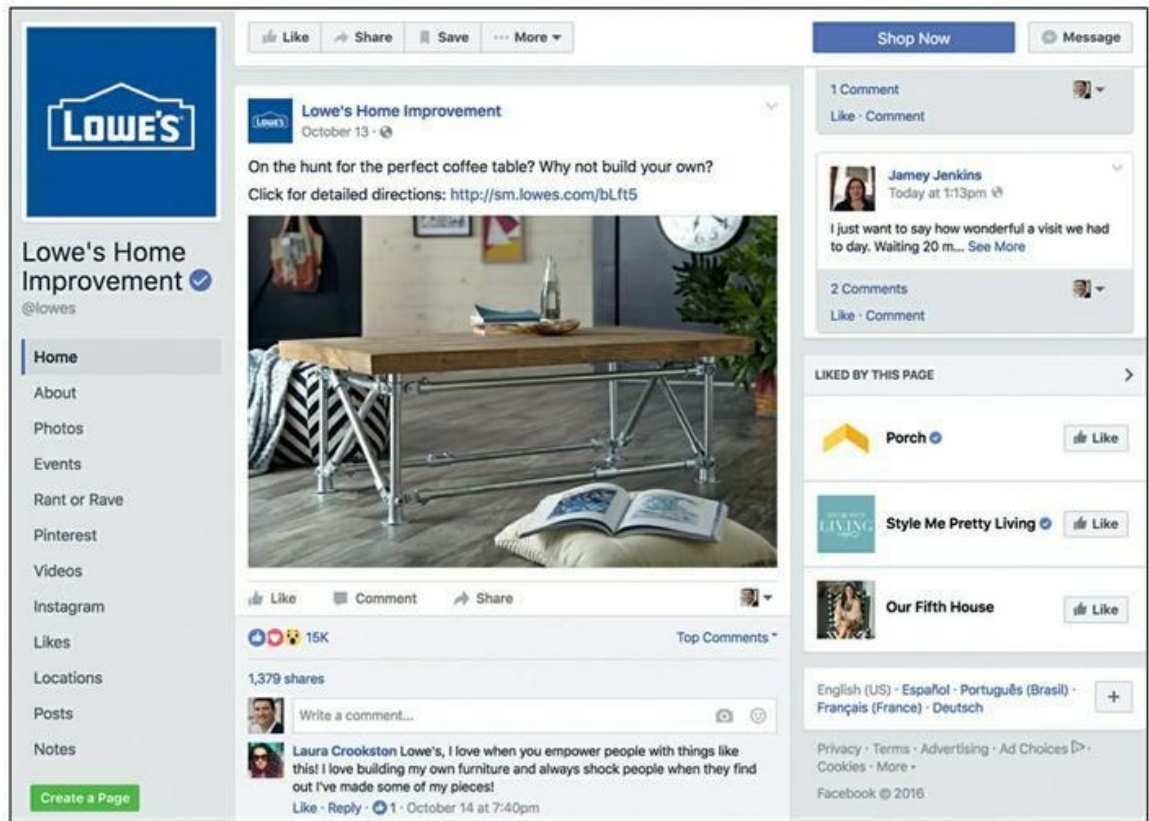 LOWE'S
Lowe's Home
Improvement
@lowes
Home
About
Photos
Events
Rant or Rave
Pinterest
Videos
Instagram
Likes
Locations
Posts
Notes
Create a Page
Like
Share
Save
More
Lowe's Home Improvement
October 13 ·
On the hunt for the perfect coffee table? Why not build your own?
Click for detailed directions: http://sm.lowes.com/bLft5
Like
Comment
Share
15K
Top Comments
1,379 shares
Write a comment...
Laura Crookston Lowe's, I love when you empower people with things like
this! I love building my own furniture and always shock people when they find
out I've made some of my pieces!
Like · Reply · 1 · October 14 at 7:40pm
Shop Now
Message
1 Comment
Like · Comment
Jamey Jenkins
Today at 1:13pm
I just want to say how wonderful a visit we had
to day. Waiting 20 m... See More
2 Comments
Like · Comment
LIKED BY THIS PAGE
Porch
Like
LIVING
Style Me Pretty Living
Like
Our Fifth House
Like
English (US) · Español · Português (Brasil) ·
Français (France) · Deutsch
Privacy · Terms · Advertising · Ad Choices ·
Cookies · More
Facebook © 2016